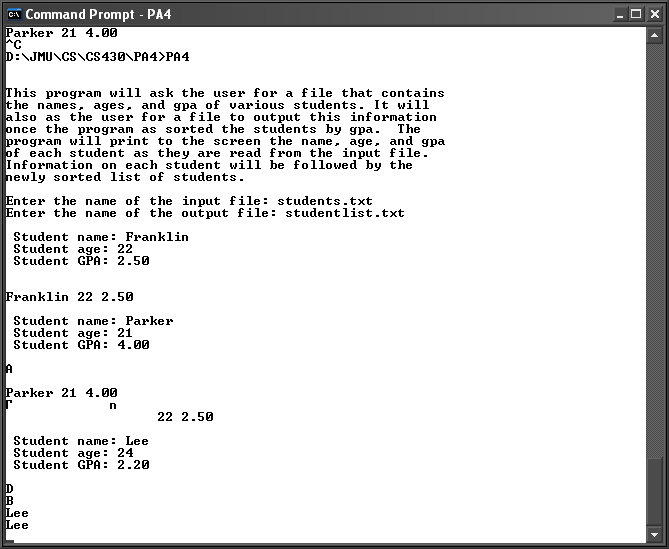 Command Prompt - PA4
Parker 21 4.00
^C
D:\JMU\CS\CS430\PA4>PA4
This program will ask the user for a file that contains
the names, ages, and gpa of various students. It will
also as the user for a file to output this information
once the program as sorted the students by gpa.  The
program will print to the screen the name, age, and gpa
of each student as they are read from the input file.
Information on each student will be followed by the
newly sorted list of students.
Enter the name of the input file: students.txt
Enter the name of the output file: studentlist.txt
Student name: Franklin
Student age: 22
Student GPA: 2.50
Franklin 22 2.50
Student name: Parker
Student age: 21
Student GPA: 4.00
A
Parker 21 4.00
Γ n
22 2.50
Student name: Lee
Student age: 24
Student GPA: 2.20
D
B
Lee
Lee